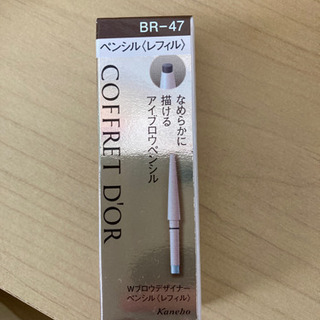 BR-47
ペンシル〈レフィル〉
COFFRET D'OR
なめらかに
描ける
アイブロウペンシル
Wブロウデザイナー
ペンシル〈レフィル〉
Kanebo